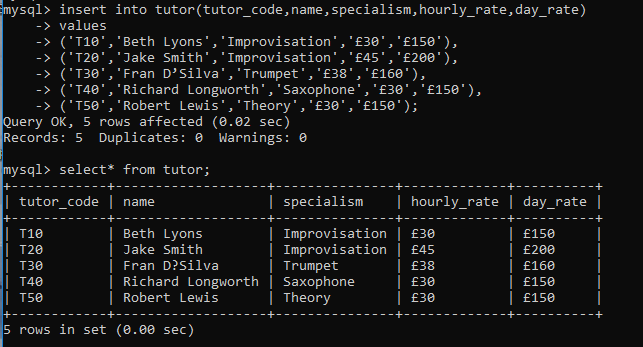 mysql> insert into tutor(tutor_code,name,specialism,hourly_rate,day_rate)
    -> values
    -> ('T10','Beth Lyons','Improvisation','£30','£150'),
    -> ('T20','Jake Smith','Improvisation','£45','£200'),
    -> ('T30','Fran D’Silva','Trumpet','£38','£160'),
    -> ('T40','Richard Longworth','Saxophone','£30','£150'),
    -> ('T50','Robert Lewis','Theory','£30','£150');
Query OK, 5 rows affected (0.02 sec)
Records: 5  Duplicates: 0  Warnings: 0

mysql> select* from tutor;
+------------+-------------------+---------------+-------------+----------+
| tutor_code | name              | specialism    | hourly_rate | day_rate |
+------------+-------------------+---------------+-------------+----------+
| T10        | Beth Lyons        | Improvisation | £30         | £150     |
| T20        | Jake Smith        | Improvisation | £45         | £200     |
| T30        | Fran D?Silva      | Trumpet       | £38         | £160     |
| T40        | Richard Longworth | Saxophone     | £30         | £150     |
| T50        | Robert Lewis      | Theory        | £30         | £150     |
+------------+-------------------+---------------+-------------+----------+
5 rows in set (0.00 sec)